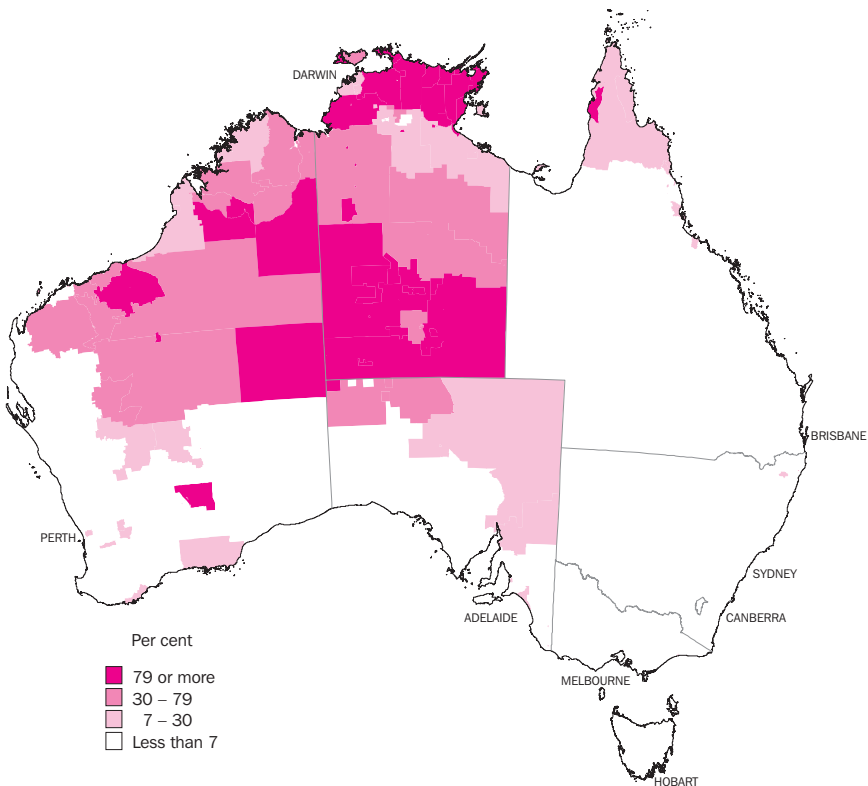 DARWIN
BRISBANE
PERTH
SYDNEY
ADELAIDE
CANBERRA
MELBOURNE
HOBART
Per cent
79 or more
30 – 79
7 – 30
Less than 7